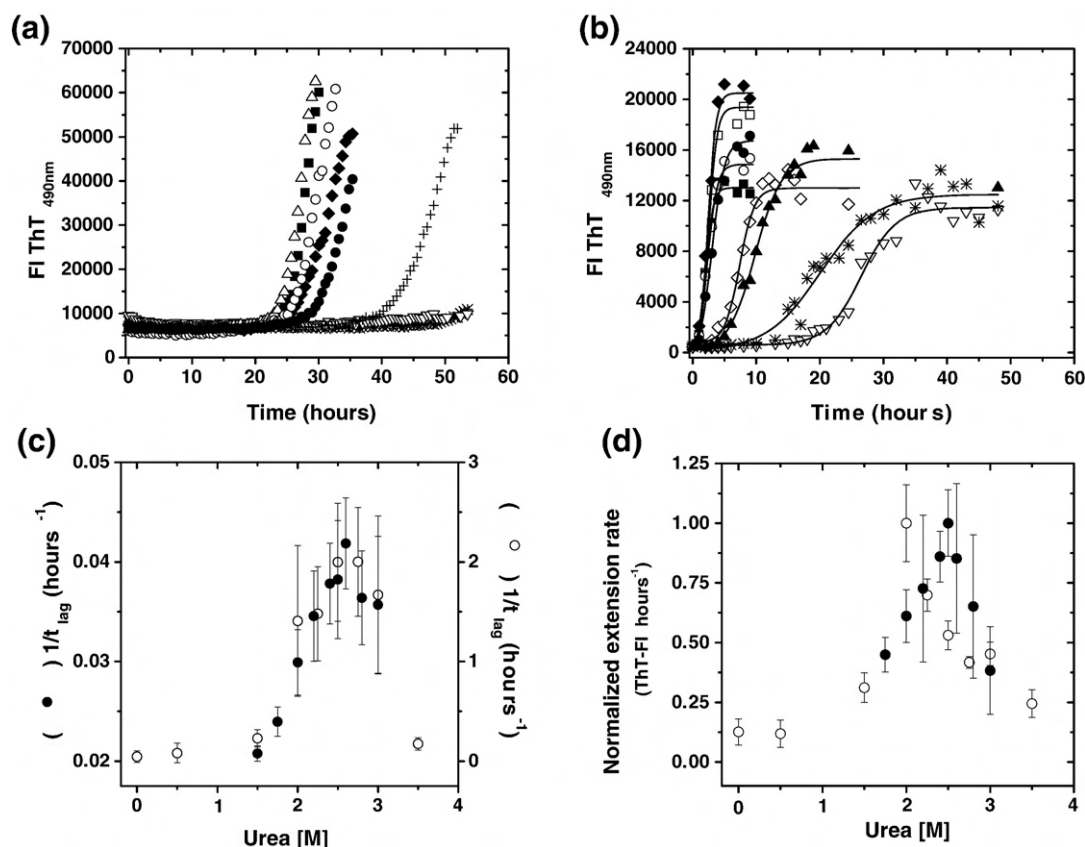 (a)
70000
60000
50000
40000
30000
20000
10000
0
FI ThT 490nm
0 10 20 30 40 50 60
Time (hours)
(b)
24000
20000
16000
12000
8000
4000
0
FI ThT 490nm
0 10 20 30 40 50 60
Time (hour s)
(c)
0.05
0.04
0.03
0.02
( ● ) 1/t lag (hours -1)
3
2
1
0
( ○ ) 1/t lag (hours -1)
0 1 2 3 4
Urea [M]
(d)
1.25
1.00
0.75
0.50
0.25
0.00
Normalized extension rate
(ThT-FI hours-1)
0 1 2 3 4
Urea [M]